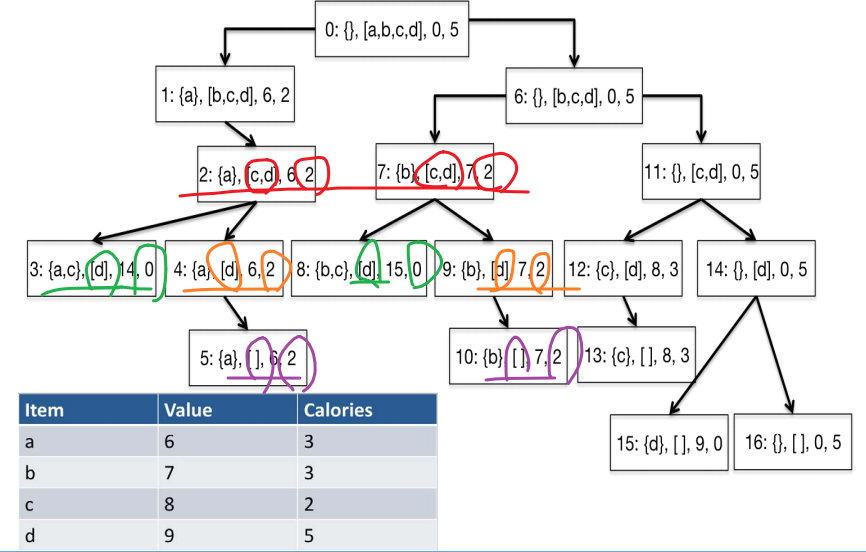 0: {}, [a,b,c,d], 0, 5
1: {a}, [b,c,d], 6, 2
6: {}, [b,c,d], 0, 5
2: {a}, [c,d], 6, 2
7: {b}, [c,d], 7, 2
11: {}, [c,d], 0, 5
3: {a,c}, [d], 14, 0
4: {a}, [d], 6, 2
8: {b,c}, [d], 15, 0
9: {b}, [d], 7, 2
12: {c}, [d], 8, 3
14: {}, [d], 0, 5
5: {a}, [ ], 6, 2
10: {b}, [ ], 7, 2
13: {c}, [ ], 8, 3
15: {d}, [ ], 9, 0
16: {}, [ ], 0, 5
Item Value Calories
a 6 3
b 7 3
c 8 2
d 9 5